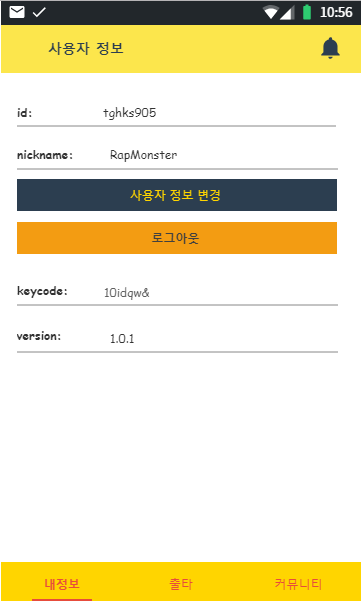 10:56
사용자 정보
id: tghks905
nickname: RapMonster
사용자 정보 변경
로그아웃
keycode: 10idqw&
version: 1.0.1
내정보 출타 커뮤니티